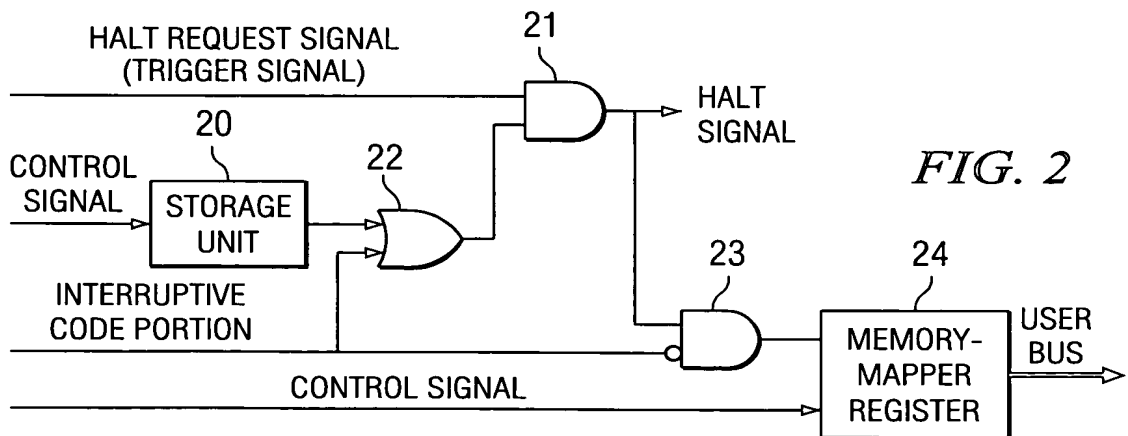 HALT REQUEST SIGNAL
(TRIGGER SIGNAL)
21
HALT
SIGNAL
20
CONTROL
SIGNAL
STORAGE
UNIT
22
FIG. 2
INTERRUPTIVE
CODE PORTION
23
24
MEMORY-
MAPPER
REGISTER
USER
BUS
CONTROL SIGNAL